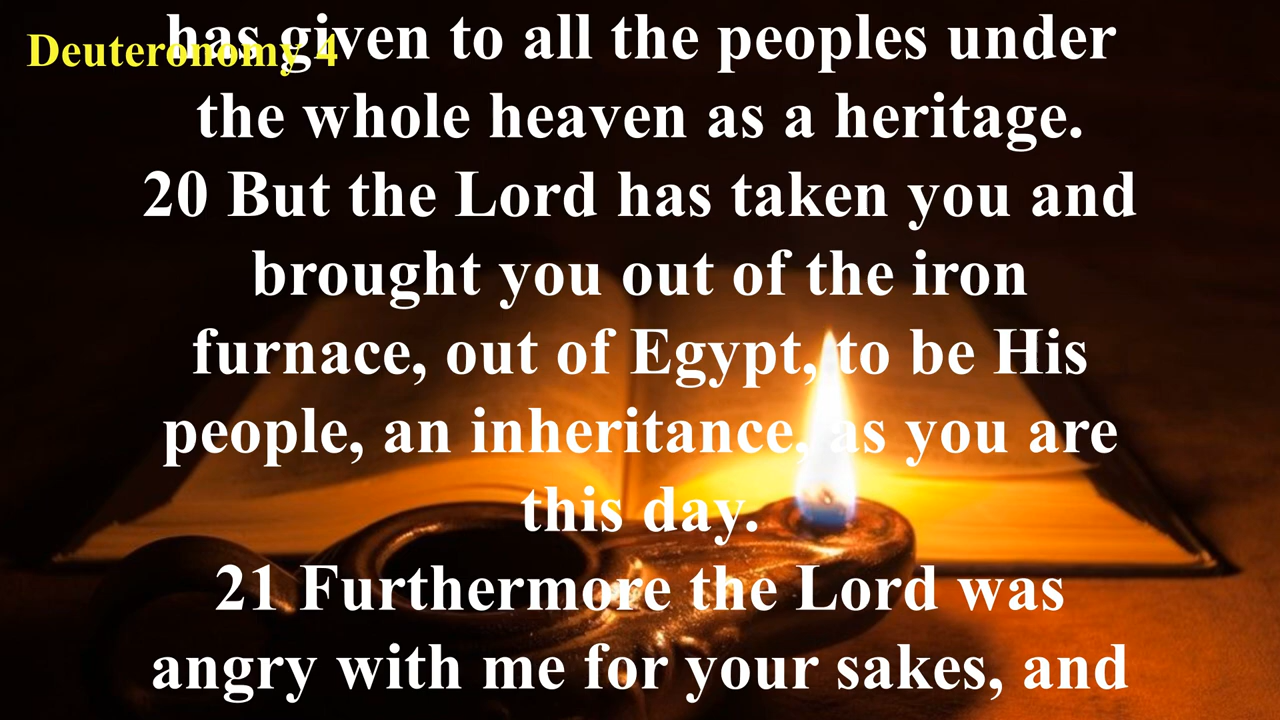 Deuteronomy 4
has given to all the peoples under
the whole heaven as a heritage.
20 But the Lord has taken you and
brought you out of the iron
furnace, out of Egypt, to be His
people, an inheritance, as you are
this day.
21 Furthermore the Lord was
angry with me for your sakes, and